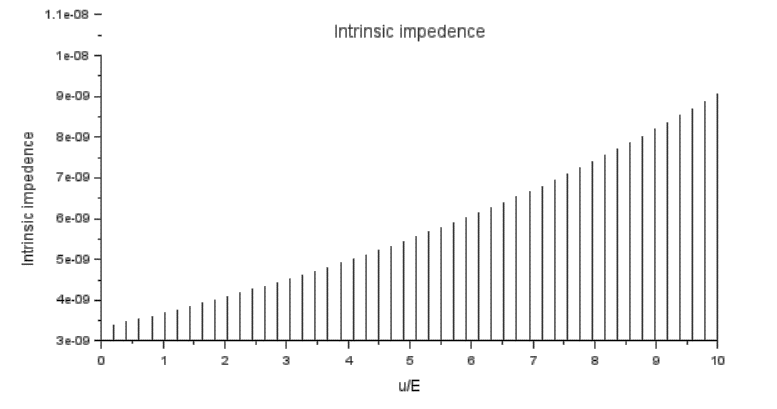 Intrinsic impedence
1.1e-08
1e-08
9e-09
8e-09
7e-09
6e-09
5e-09
4e-09
3e-09
Intrinsic impedence
0 1 2 3 4 5 6 7 8 9 10
u/E